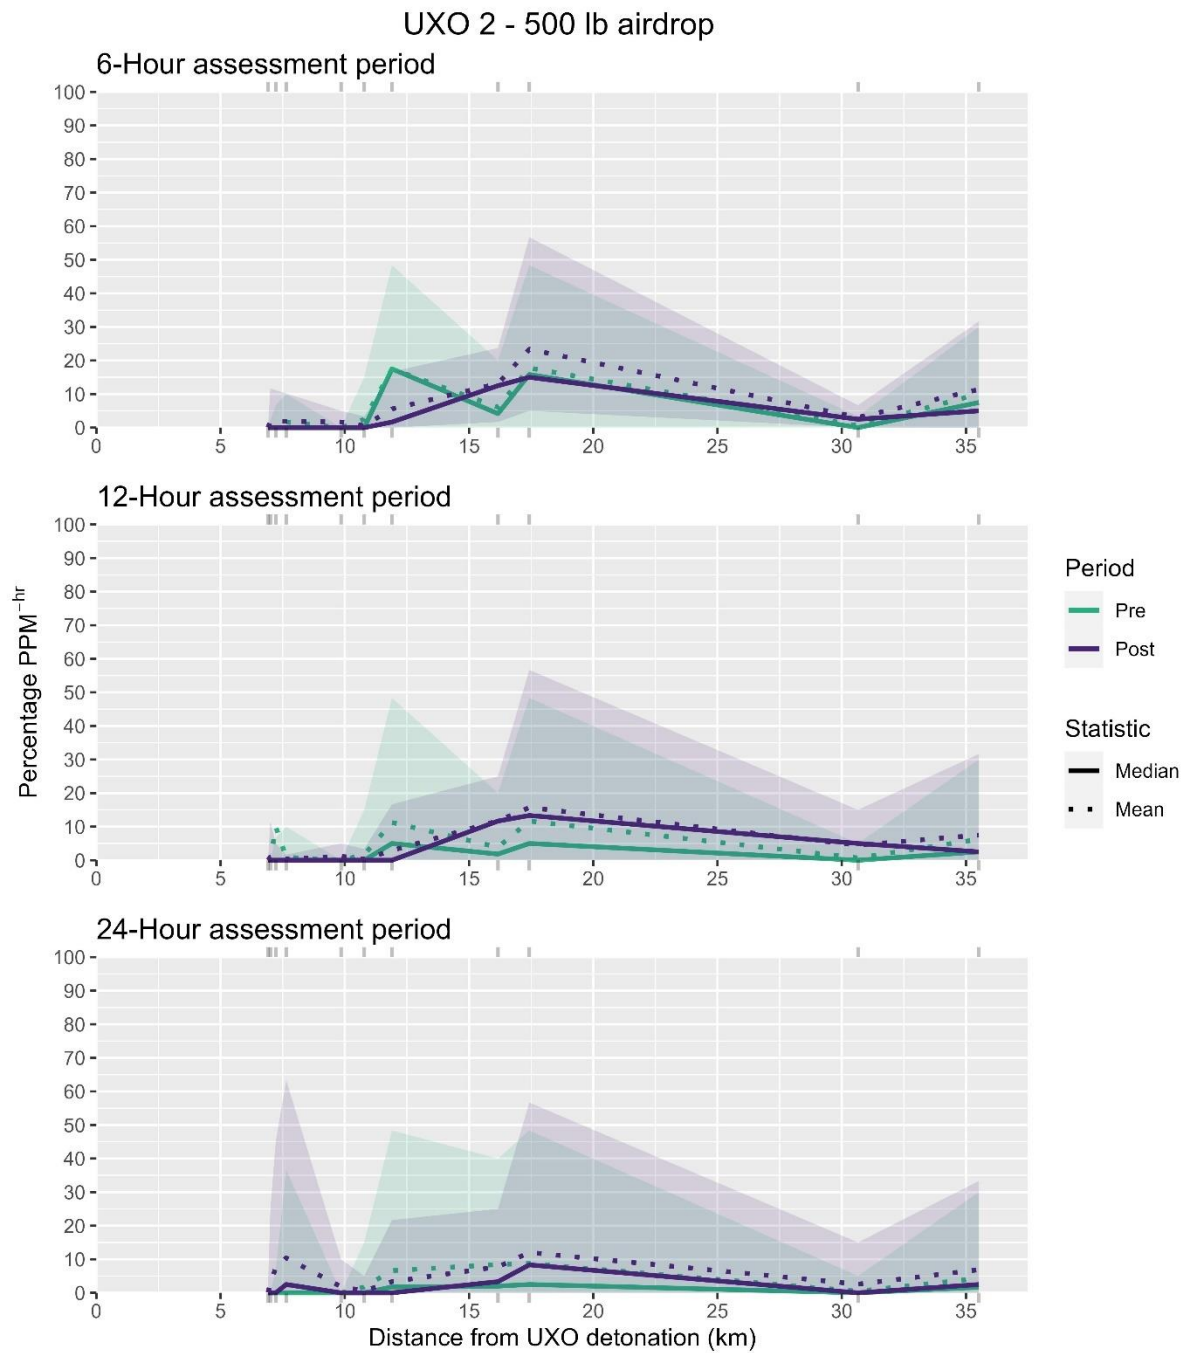 UXO 2 - 500 lb airdrop
6-Hour assessment period
100
90
80
70
60
50
40
30
20
10
0
0 5 10 15 20 25 30 35
12-Hour assessment period
100
90
80
70
60
50
40
30
20
10
0
0 5 10 15 20 25 30 35
24-Hour assessment period
100
90
80
70
60
50
40
30
20
10
0
0 5 10 15 20 25 30 35
Percentage PPM⁻ʰʳ
Distance from UXO detonation (km)
Period
Pre
Post
Statistic
Median
Mean